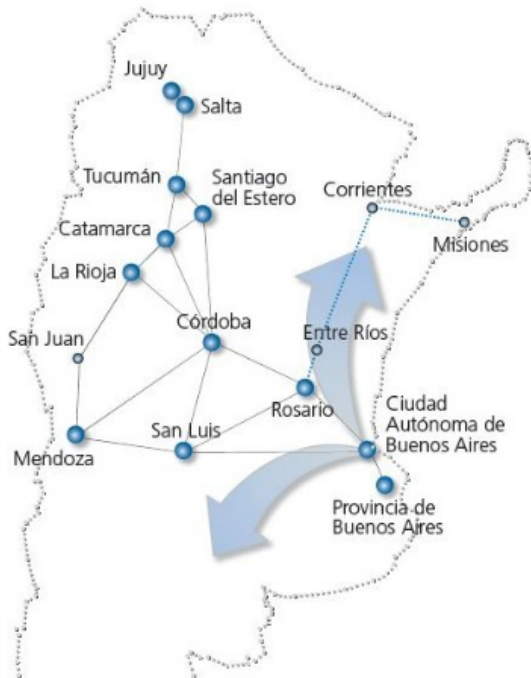 Jujuy
Salta
Tucumán
Santiago
del Estero
Corrientes
Catamarca
Misiones
La Rioja
Córdoba
San Juan
Entre Ríos
Rosario
Ciudad
Autónoma de
Buenos Aires
San Luis
Mendoza
Provincia de
Buenos Aires